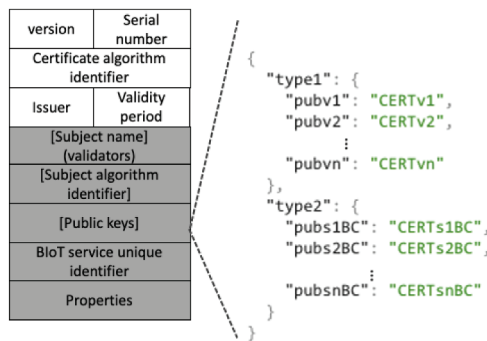 version
Serial
number
Certificate algorithm
identifier
Issuer
Validity
period
[Subject name]
(validators)
[Subject algorithm
identifier]
[Public keys]
BIoT service unique
identifier
Properties
{
"type1": {
"pubv1": "CERTv1",
"pubv2": "CERTv2",
⋮
"pubvn": "CERTvn"
},
"type2": {
"pubs1BC": "CERTs1BC",
"pubs2BC": "CERTs2BC",
⋮
"pubsnBC": "CERTsnBC"
}
}